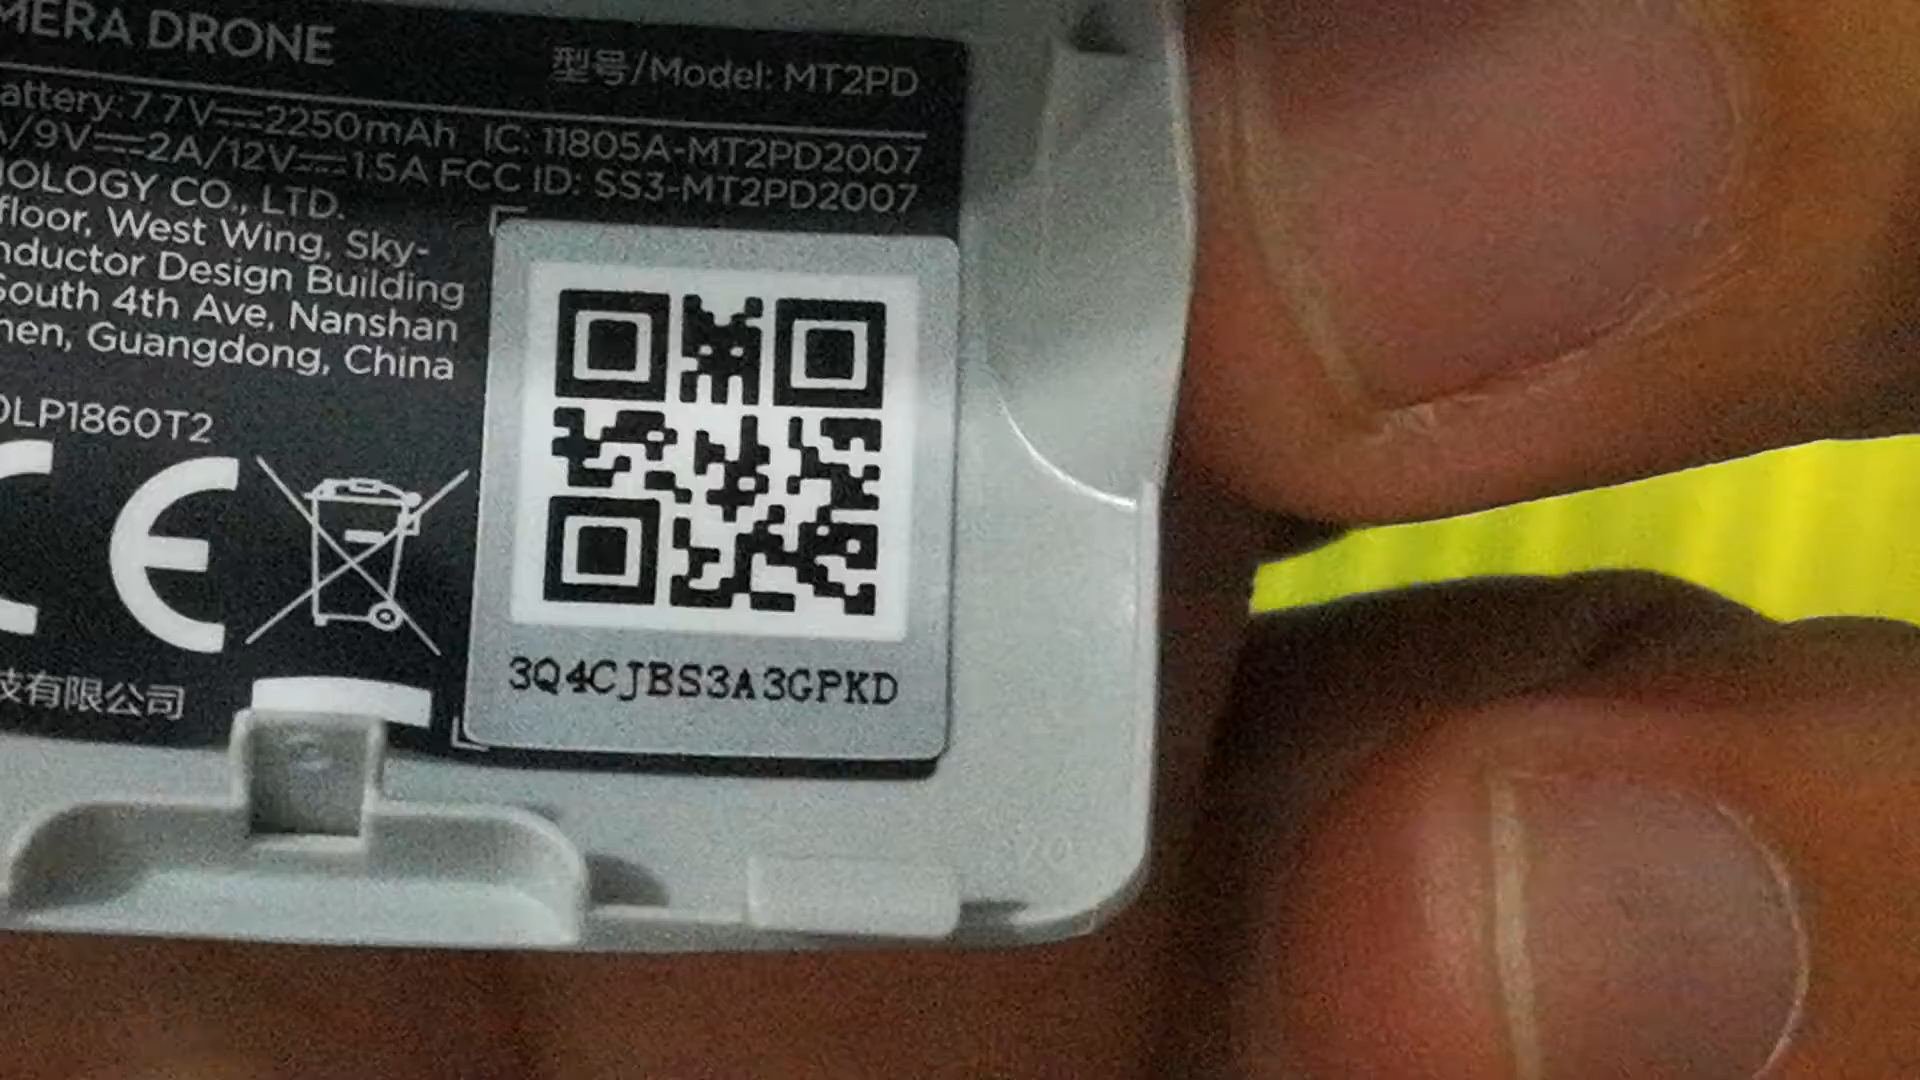 MERA DRONE
型号/Model: MT2PD
attery: 7.7V⎓2250mAh IC: 11805A-MT2PD2007
A/9V⎓2A/12V⎓1.5A FCC ID: SS3-MT2PD2007
NOLOGY CO., LTD.
floor, West Wing, Sky-
nductor Design Building
South 4th Ave, Nanshan
hen, Guangdong, China
LP1860T2
CE
3Q4CJBS3A3GPKD
技有限公司